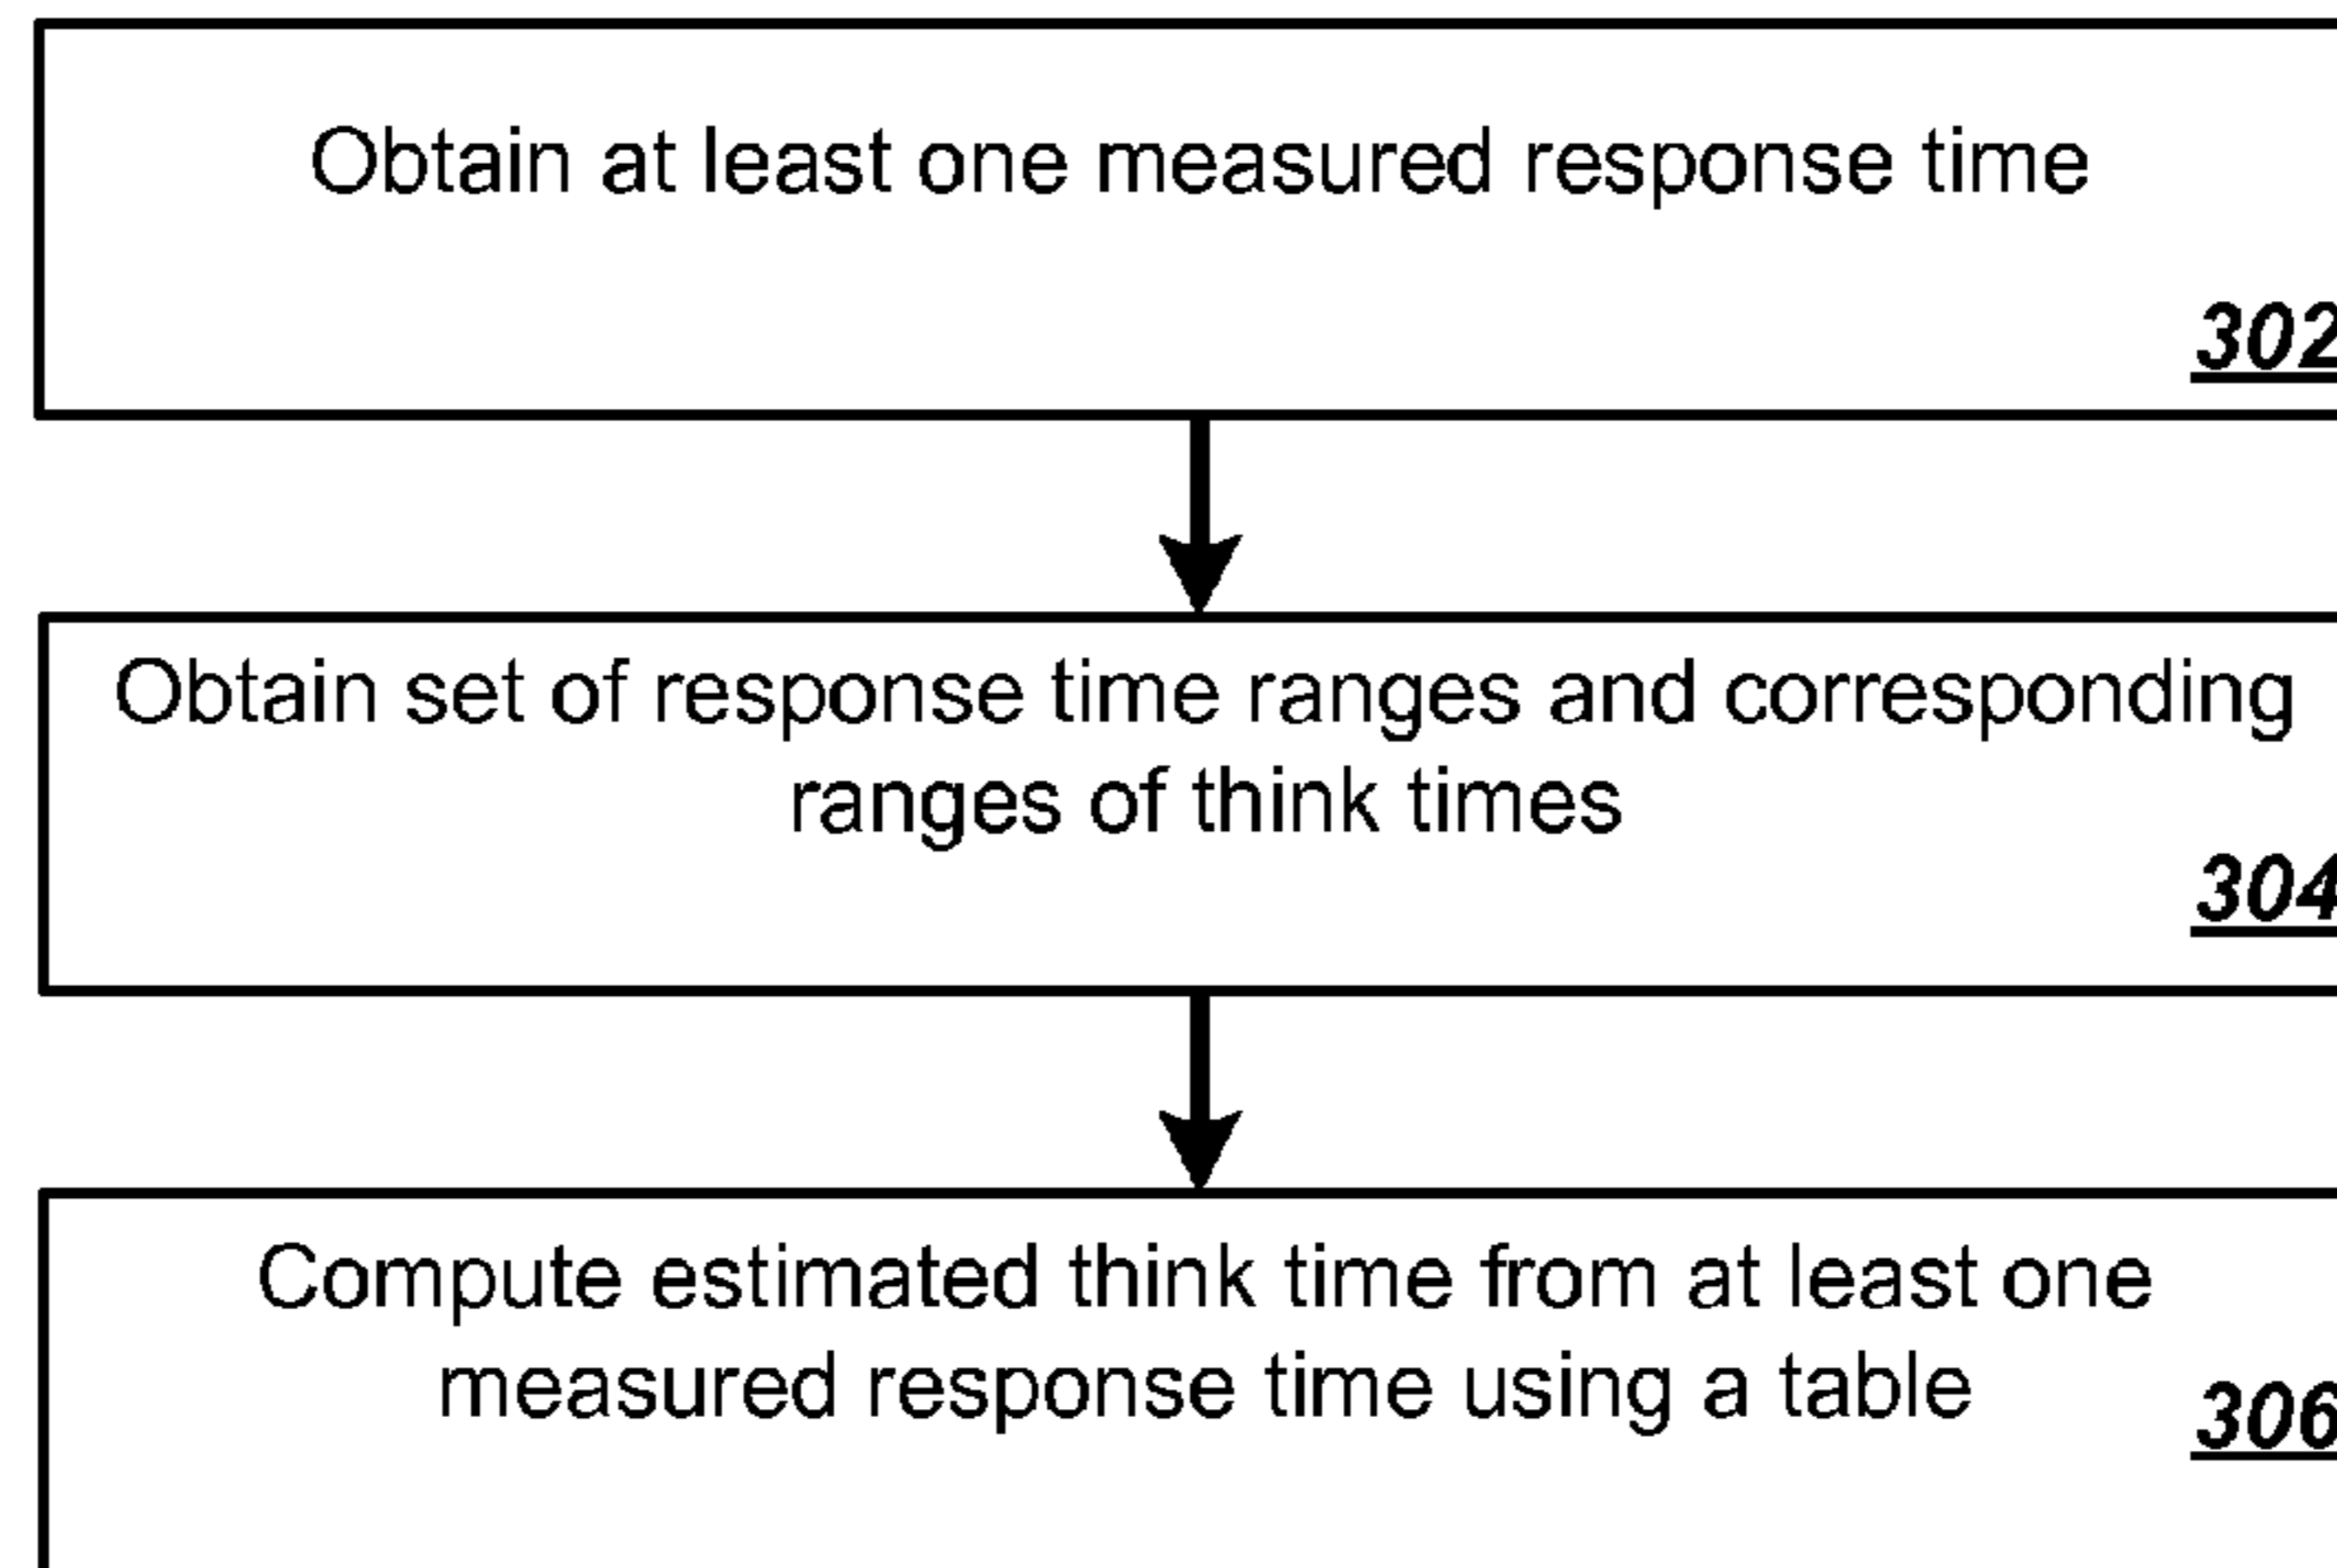 Obtain at least one measured response time
302
Obtain set of response time ranges and corresponding
ranges of think times
304
Compute estimated think time from at least one
measured response time using a table
306